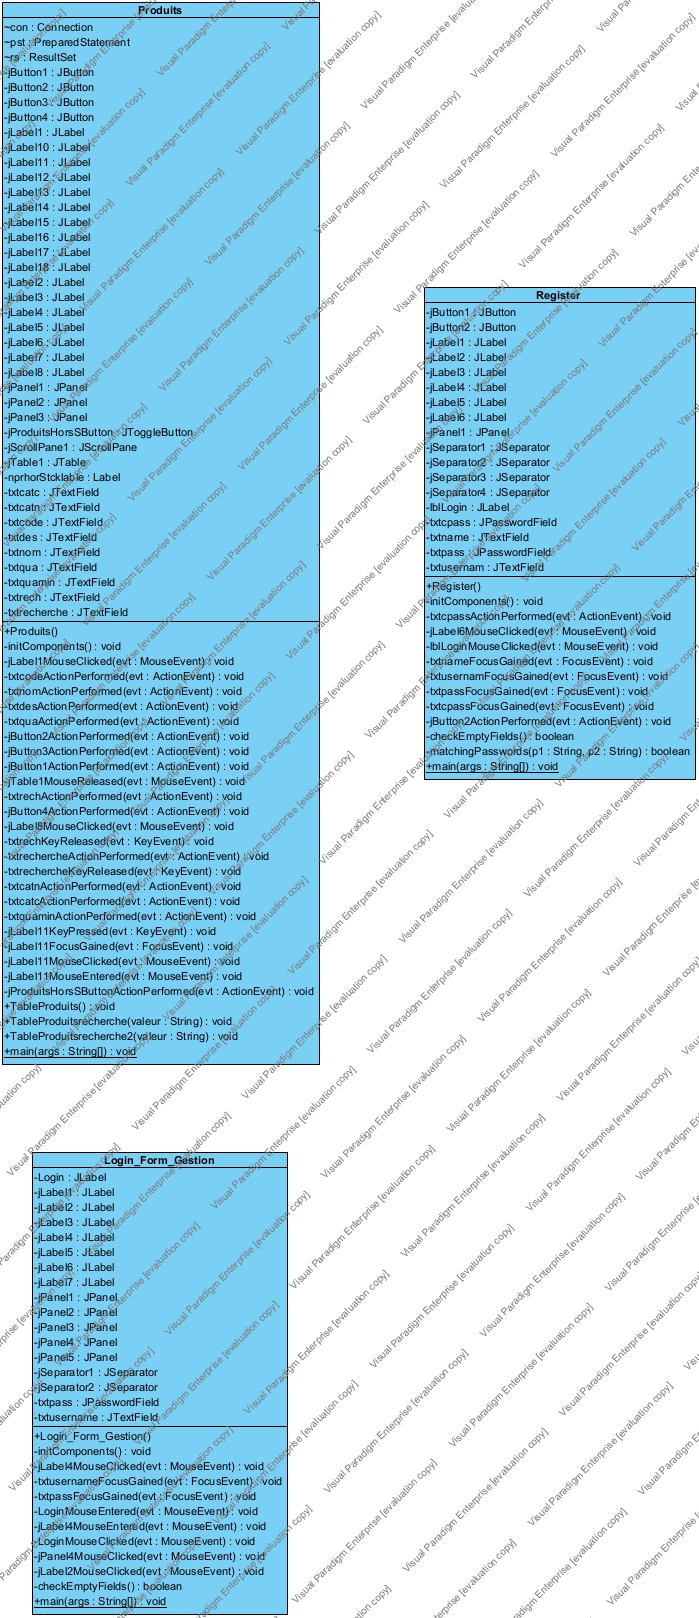 Produits
~con : Connection
~pst : PreparedStatement
~rs : ResultSet
-jButton1 : JButton
-jButton2 : JButton
-jButton3 : JButton
-jButton4 : JButton
-jLabel1 : JLabel
-jLabel10 : JLabel
-jLabel11 : JLabel
-jLabel12 : JLabel
-jLabel13 : JLabel
-jLabel14 : JLabel
-jLabel15 : JLabel
-jLabel16 : JLabel
-jLabel17 : JLabel
-jLabel18 : JLabel
-jLabel2 : JLabel
-jLabel3 : JLabel
-jLabel4 : JLabel
-jLabel5 : JLabel
-jLabel6 : JLabel
-jLabel7 : JLabel
-jLabel8 : JLabel
-jPanel1 : JPanel
-jPanel2 : JPanel
-jPanel3 : JPanel
-jProduitsHorsSButton : JToggleButton
-jScrollPane1 : JScrollPane
-jTable1 : JTable
-nprhorStcklable : Label
-txtcatc : JTextField
-txtcatn : JTextField
-txtcode : JTextField
-txtdes : JTextField
-txtnom : JTextField
-txtqua : JTextField
-txtquamin : JTextField
-txtrech : JTextField
-txtrecherche : JTextField
+Produits()
-initComponents() : void
-jLabel1MouseClicked(evt : MouseEvent) : void
-txtcodeActionPerformed(evt : ActionEvent) : void
-txtnomActionPerformed(evt : ActionEvent) : void
-txtdesActionPerformed(evt : ActionEvent) : void
-txtquaActionPerformed(evt : ActionEvent) : void
-jButton2ActionPerformed(evt : ActionEvent) : void
-jButton3ActionPerformed(evt : ActionEvent) : void
-jButton1ActionPerformed(evt : ActionEvent) : void
-jTable1MouseReleased(evt : MouseEvent) : void
-txtrechActionPerformed(evt : ActionEvent) : void
-jButton4ActionPerformed(evt : ActionEvent) : void
-jLabel8MouseClicked(evt : MouseEvent) : void
-txtrechKeyReleased(evt : KeyEvent) : void
-txtrechercheActionPerformed(evt : ActionEvent) : void
-txtrechercheKeyReleased(evt : KeyEvent) : void
-txtcatnActionPerformed(evt : ActionEvent) : void
-txtcatcActionPerformed(evt : ActionEvent) : void
-txtquaminActionPerformed(evt : ActionEvent) : void
-jLabel11KeyPressed(evt : KeyEvent) : void
-jLabel11FocusGained(evt : FocusEvent) : void
-jLabel11MouseClicked(evt : MouseEvent) : void
-jLabel11MouseEntered(evt : MouseEvent) : void
-jProduitsHorsSButtonActionPerformed(evt : ActionEvent) : void
+TableProduits() : void
+TableProduitsrecherche(valeur : String) : void
+TableProduitsrecherche2(valeur : String) : void
+main(args : String[]) : void
Register
-jButton1 : JButton
-jButton2 : JButton
-jLabel1 : JLabel
-jLabel2 : JLabel
-jLabel3 : JLabel
-jLabel4 : JLabel
-jLabel5 : JLabel
-jLabel6 : JLabel
-jPanel1 : JPanel
-jSeparator1 : JSeparator
-jSeparator2 : JSeparator
-jSeparator3 : JSeparator
-jSeparator4 : JSeparator
-lblLogin : JLabel
-txtcpass : JPasswordField
-txtname : JTextField
-txtpass : JPasswordField
-txtusernam : JTextField
+Register()
-initComponents() : void
-txtcpassActionPerformed(evt : ActionEvent) : void
-jLabel6MouseClicked(evt : MouseEvent) : void
-lblLoginMouseClicked(evt : MouseEvent) : void
-txtnameFocusGained(evt : FocusEvent) : void
-txtusernamFocusGained(evt : FocusEvent) : void
-txtpassFocusGained(evt : FocusEvent) : void
-txtcpassFocusGained(evt : FocusEvent) : void
-jButton2ActionPerformed(evt : ActionEvent) : void
-checkEmptyFields() : boolean
-matchingPasswords(p1 : String, p2 : String) : boolean
+main(args : String[]) : void
Login_Form_Gestion
-Login : JLabel
-jLabel1 : JLabel
-jLabel2 : JLabel
-jLabel3 : JLabel
-jLabel4 : JLabel
-jLabel5 : JLabel
-jLabel6 : JLabel
-jLabel7 : JLabel
-jPanel1 : JPanel
-jPanel2 : JPanel
-jPanel3 : JPanel
-jPanel4 : JPanel
-jPanel5 : JPanel
-jSeparator1 : JSeparator
-jSeparator2 : JSeparator
-txtpass : JPasswordField
-txtusername : JTextField
+Login_Form_Gestion()
-initComponents() : void
-jLabel4MouseClicked(evt : MouseEvent) : void
-txtusernameFocusGained(evt : FocusEvent) : void
-txtpassFocusGained(evt : FocusEvent) : void
-LoginMouseEntered(evt : MouseEvent) : void
-jLabel4MouseEntered(evt : MouseEvent) : void
-LoginMouseClicked(evt : MouseEvent) : void
-jPanel4MouseClicked(evt : MouseEvent) : void
-jLabel2MouseClicked(evt : MouseEvent) : void
-checkEmptyFields() : boolean
+main(args : String[]) : void
Visual Paradigm Enterprise [evaluation copy]